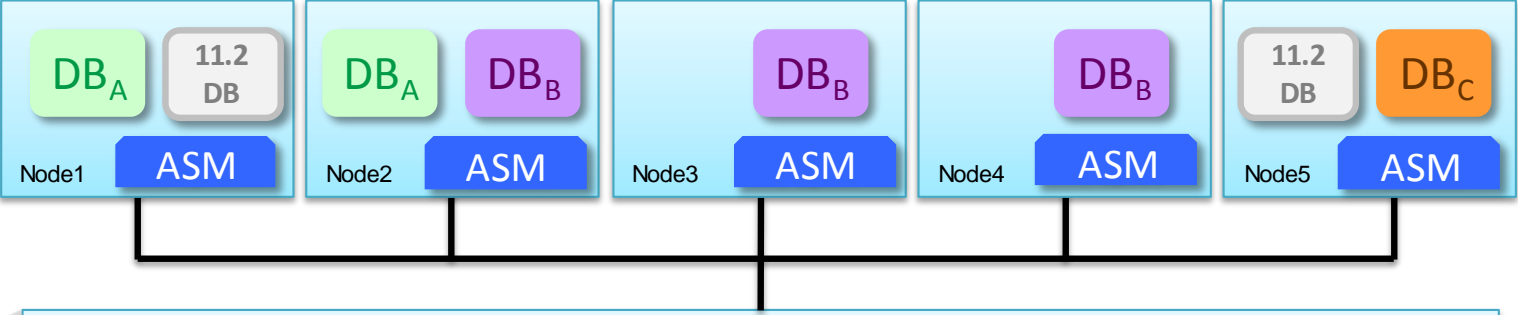 DBA
11.2
DB
DBA
DBB
DBB
DBB
11.2
DB
DBC
Node1
ASM
Node2
ASM
Node3
ASM
Node4
ASM
Node5
ASM